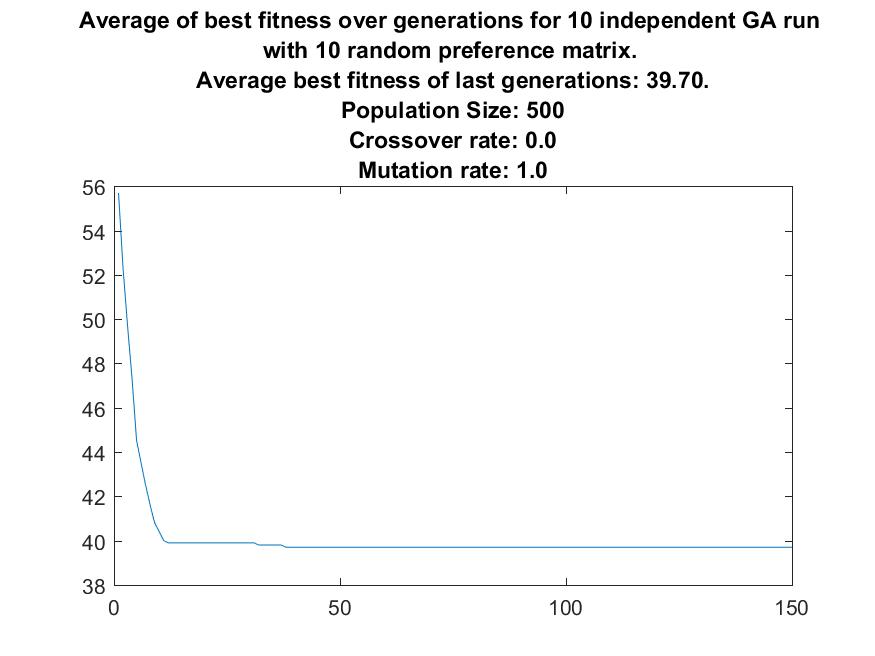 Average of best fitness over generations for 10 independent GA run
with 10 random preference matrix.
Average best fitness of last generations: 39.70.
Population Size: 500
Crossover rate: 0.0
Mutation rate: 1.0
56
54
52
50
48
46
44
42
40
38
0
50
100
150